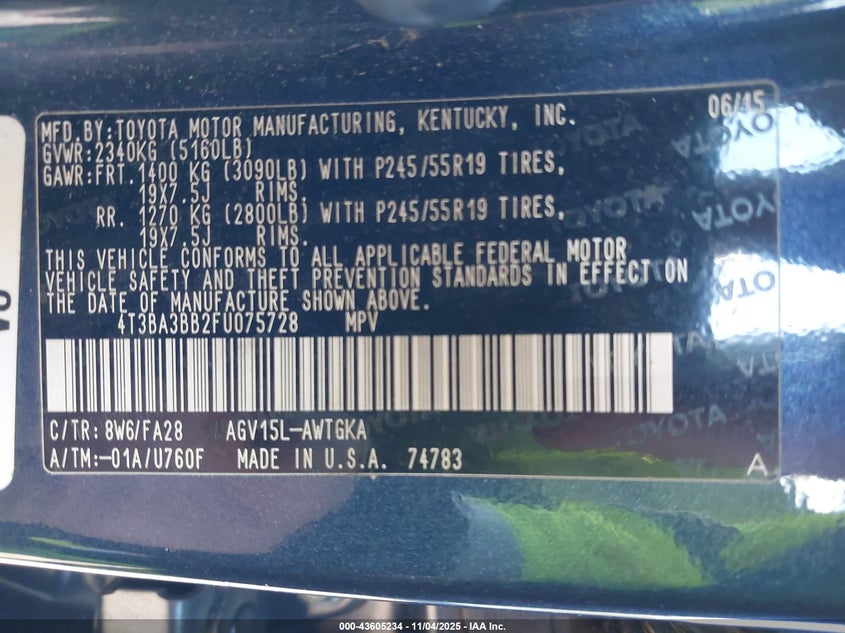 06/15
MFD.BY:TOYOTA MOTOR MANUFACTURING, KENTUCKY, INC.
GVWR:2340KG (5160LB)
GAWR:FRT.1400 KG (3090LB) WITH P245/55R19 TIRES,
19X7.5J RIMS.
RR. 1270 KG (2800LB) WITH P245/55R19 TIRES,
19X7.5J RIMS.
THIS VEHICLE CONFORMS TO ALL APPLICABLE FEDERAL MOTOR
VEHICLE SAFETY AND THEFT PREVENTION STANDARDS IN EFFECT ON
THE DATE OF MANUFACTURE SHOWN ABOVE.
4T3BA3BB2FU075728 MPV
C/TR: 8W6/FA28 AGV15L-AWTGKA
A/TM:-01A/U760F MADE IN U.S.A. 74783
A
TOYOTA
TOYOTA
TOYOTA
TOYOTA
000-43605234 - 11/04/2025 - IAA Inc.